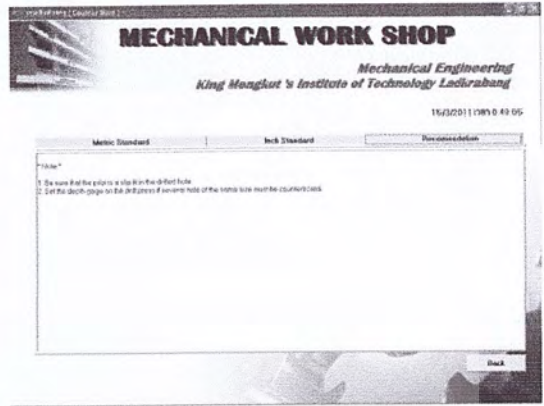 MECHANICAL WORK SHOP
Mechanical Engineering
King Mongkut 's Institute of Technology Ladkrabang
Metric Standard
Inch Standard
Recomendation
1. Be sure that the pilot is a slip fit in the drilled hole.
2. Set the depth gage on the drill press if several hole of the same size must be counterbored.
Back